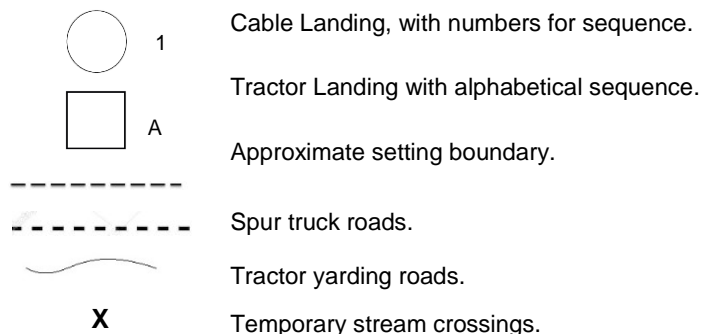 Cable Landing, with numbers for sequence.
1
Tractor Landing with alphabetical sequence.
A
Approximate setting boundary.
Spur truck roads.
Tractor yarding roads.
X
Temporary stream crossings.